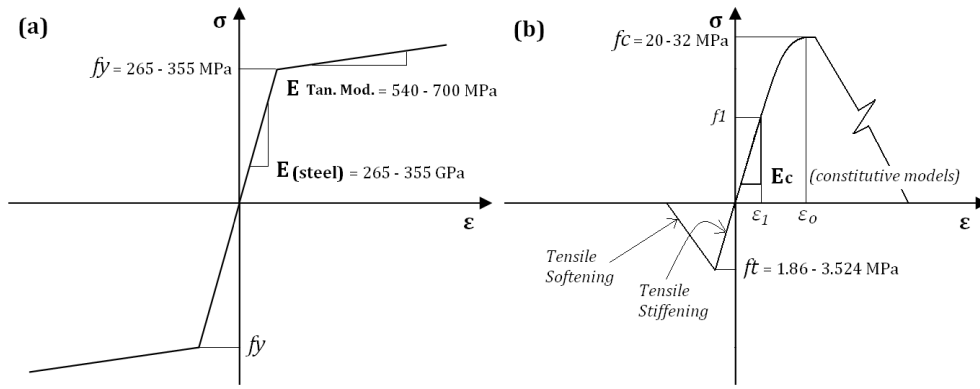 (a)
σ
fy = 265 - 355 MPa
E Tan. Mod. = 540 - 700 MPa
E (steel) = 265 - 355 GPa
ε
fy
(b)
σ
fc = 20 - 32 MPa
f1
Ec (constitutive models)
ε1 εo
ε
Tensile
Softening
Tensile
Stiffening
ft = 1.86 - 3.524 MPa